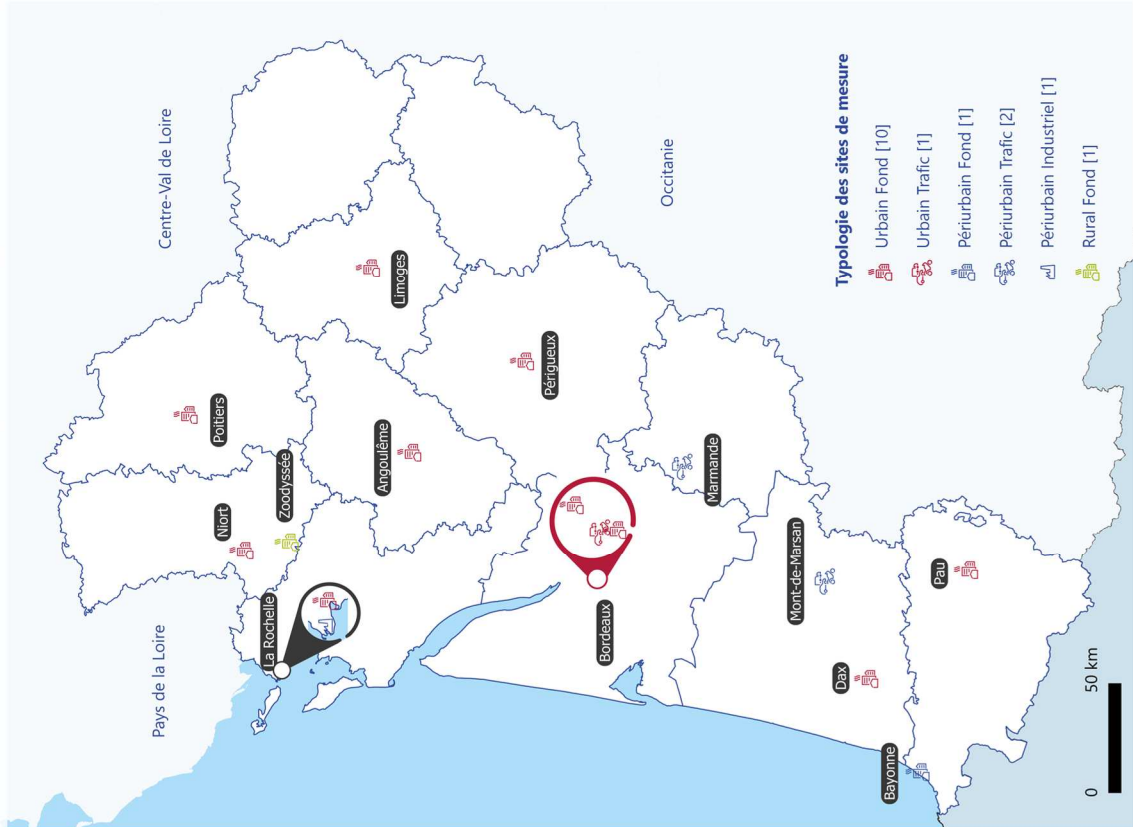 Pays de la Loire
Centre-Val de Loire
Occitanie
Niort
Poitiers
Zoodyssée
La Rochelle
Angoulême
Limoges
Périgueux
Bordeaux
Marmande
Mont-de-Marsan
Dax
Pau
Bayonne
Typologie des sites de mesure
Urbain Fond [10]
Urbain Trafic [1]
Périurbain Fond [1]
Périurbain Trafic [2]
Périurbain Industriel [1]
Rural Fond [1]
0
50 km